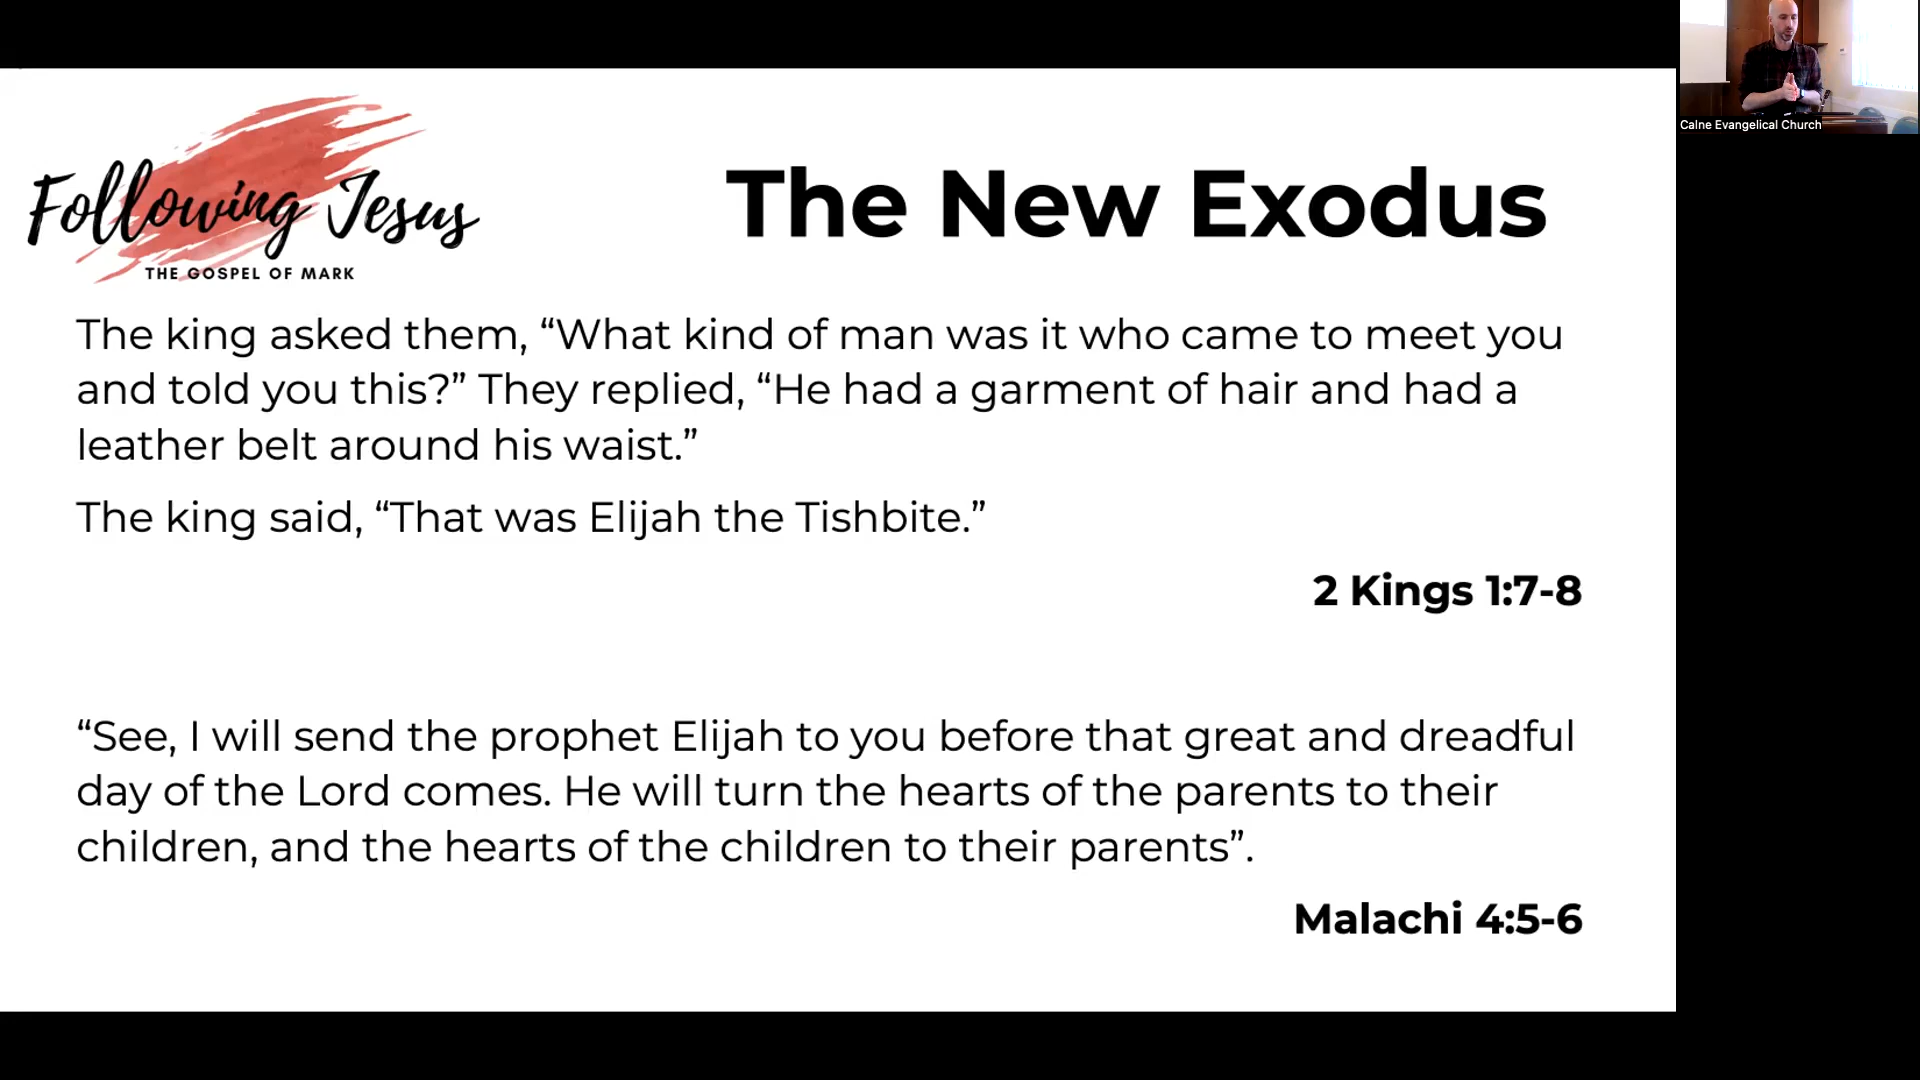 Calne Evangelical Church
Following Jesus
THE GOSPEL OF MARK
The New Exodus
The king asked them, “What kind of man was it who came to meet you
and told you this?” They replied, “He had a garment of hair and had a
leather belt around his waist.”
The king said, “That was Elijah the Tishbite.”
2 Kings 1:7-8
“See, I will send the prophet Elijah to you before that great and dreadful
day of the Lord comes. He will turn the hearts of the parents to their
children, and the hearts of the children to their parents”.
Malachi 4:5-6